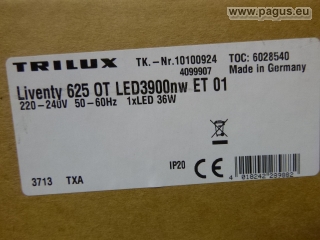 www.pagus.eu
TRILUX TK.-Nr.10100924 TOC: 6028540
4099907 Made in Germany
Liventy 625 OT LED3900nw ET 01
220-240V 50-60Hz 1xLED 36W
IP20 CE
3713 TXA